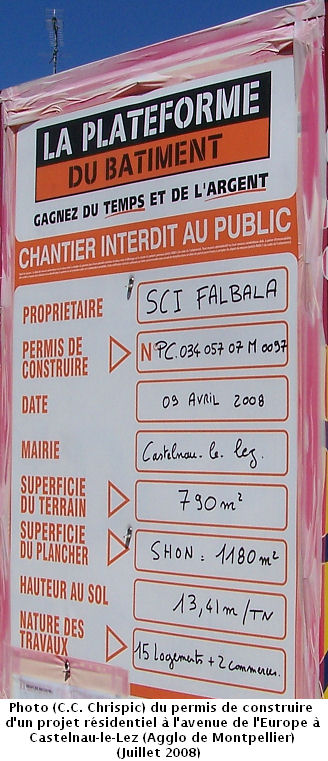 LA PLATEFORME
DU BATIMENT
GAGNEZ DU TEMPS ET DE L'ARGENT
CHANTIER INTERDIT AU PUBLIC
PROPRIETAIRE SCI FALBALA
PERMIS DE
CONSTRUIRE N° PC.034 057 07 M 0097
DATE 09 AVRIL 2008
MAIRIE Castelnau-le-lez.
SUPERFICIE
DU TERRAIN 790 m²
SUPERFICIE
DU PLANCHER SHON = 1180 m²
HAUTEUR AU SOL 13,41 m / TN
NATURE DES
TRAVAUX 15 logements + 2 commerces.
Photo (C.C. Chrispic) du permis de construire
d'un projet résidentiel à l'avenue de l'Europe à
Castelnau-le-Lez (Agglo de Montpellier)
(Juillet 2008)